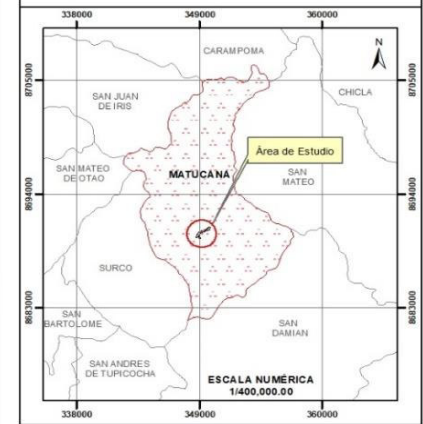 338000 349000 360000
N
CARAMPOMA
8705000 8705000
SAN JUAN
DE IRIS
CHICLA
Área de Estudio
SAN MATEO
DE OTAO
MATUCANA
SAN
MATEO
8694000 8694000
SURCO
8683000 8683000
SAN
BARTOLOME
SAN
DAMIAN
SAN ANDRES
DE TUPICOCHA
ESCALA NUMÉRICA
1/400,000.00
338000 349000 360000